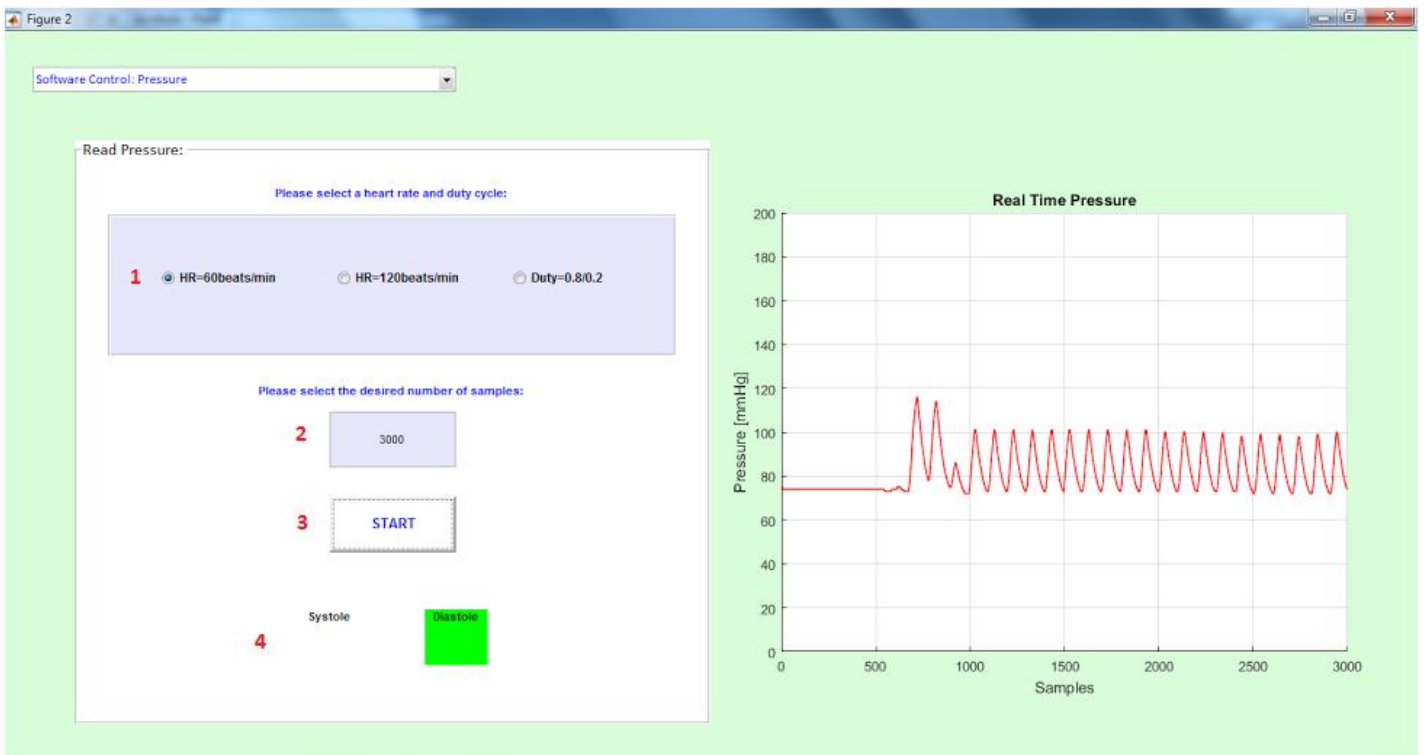 Figure 2
Software Control: Pressure
Read Pressure:
Please select a heart rate and duty cycle:
1 HR=60beats/min HR=120beats/min Duty=0.8/0.2
Please select the desired number of samples:
2 3000
3 START
Systole Diastole
4
Real Time Pressure
200
180
160
140
120
100
80
60
40
20
0
Pressure [mmHg]
0 500 1000 1500 2000 2500 3000
Samples